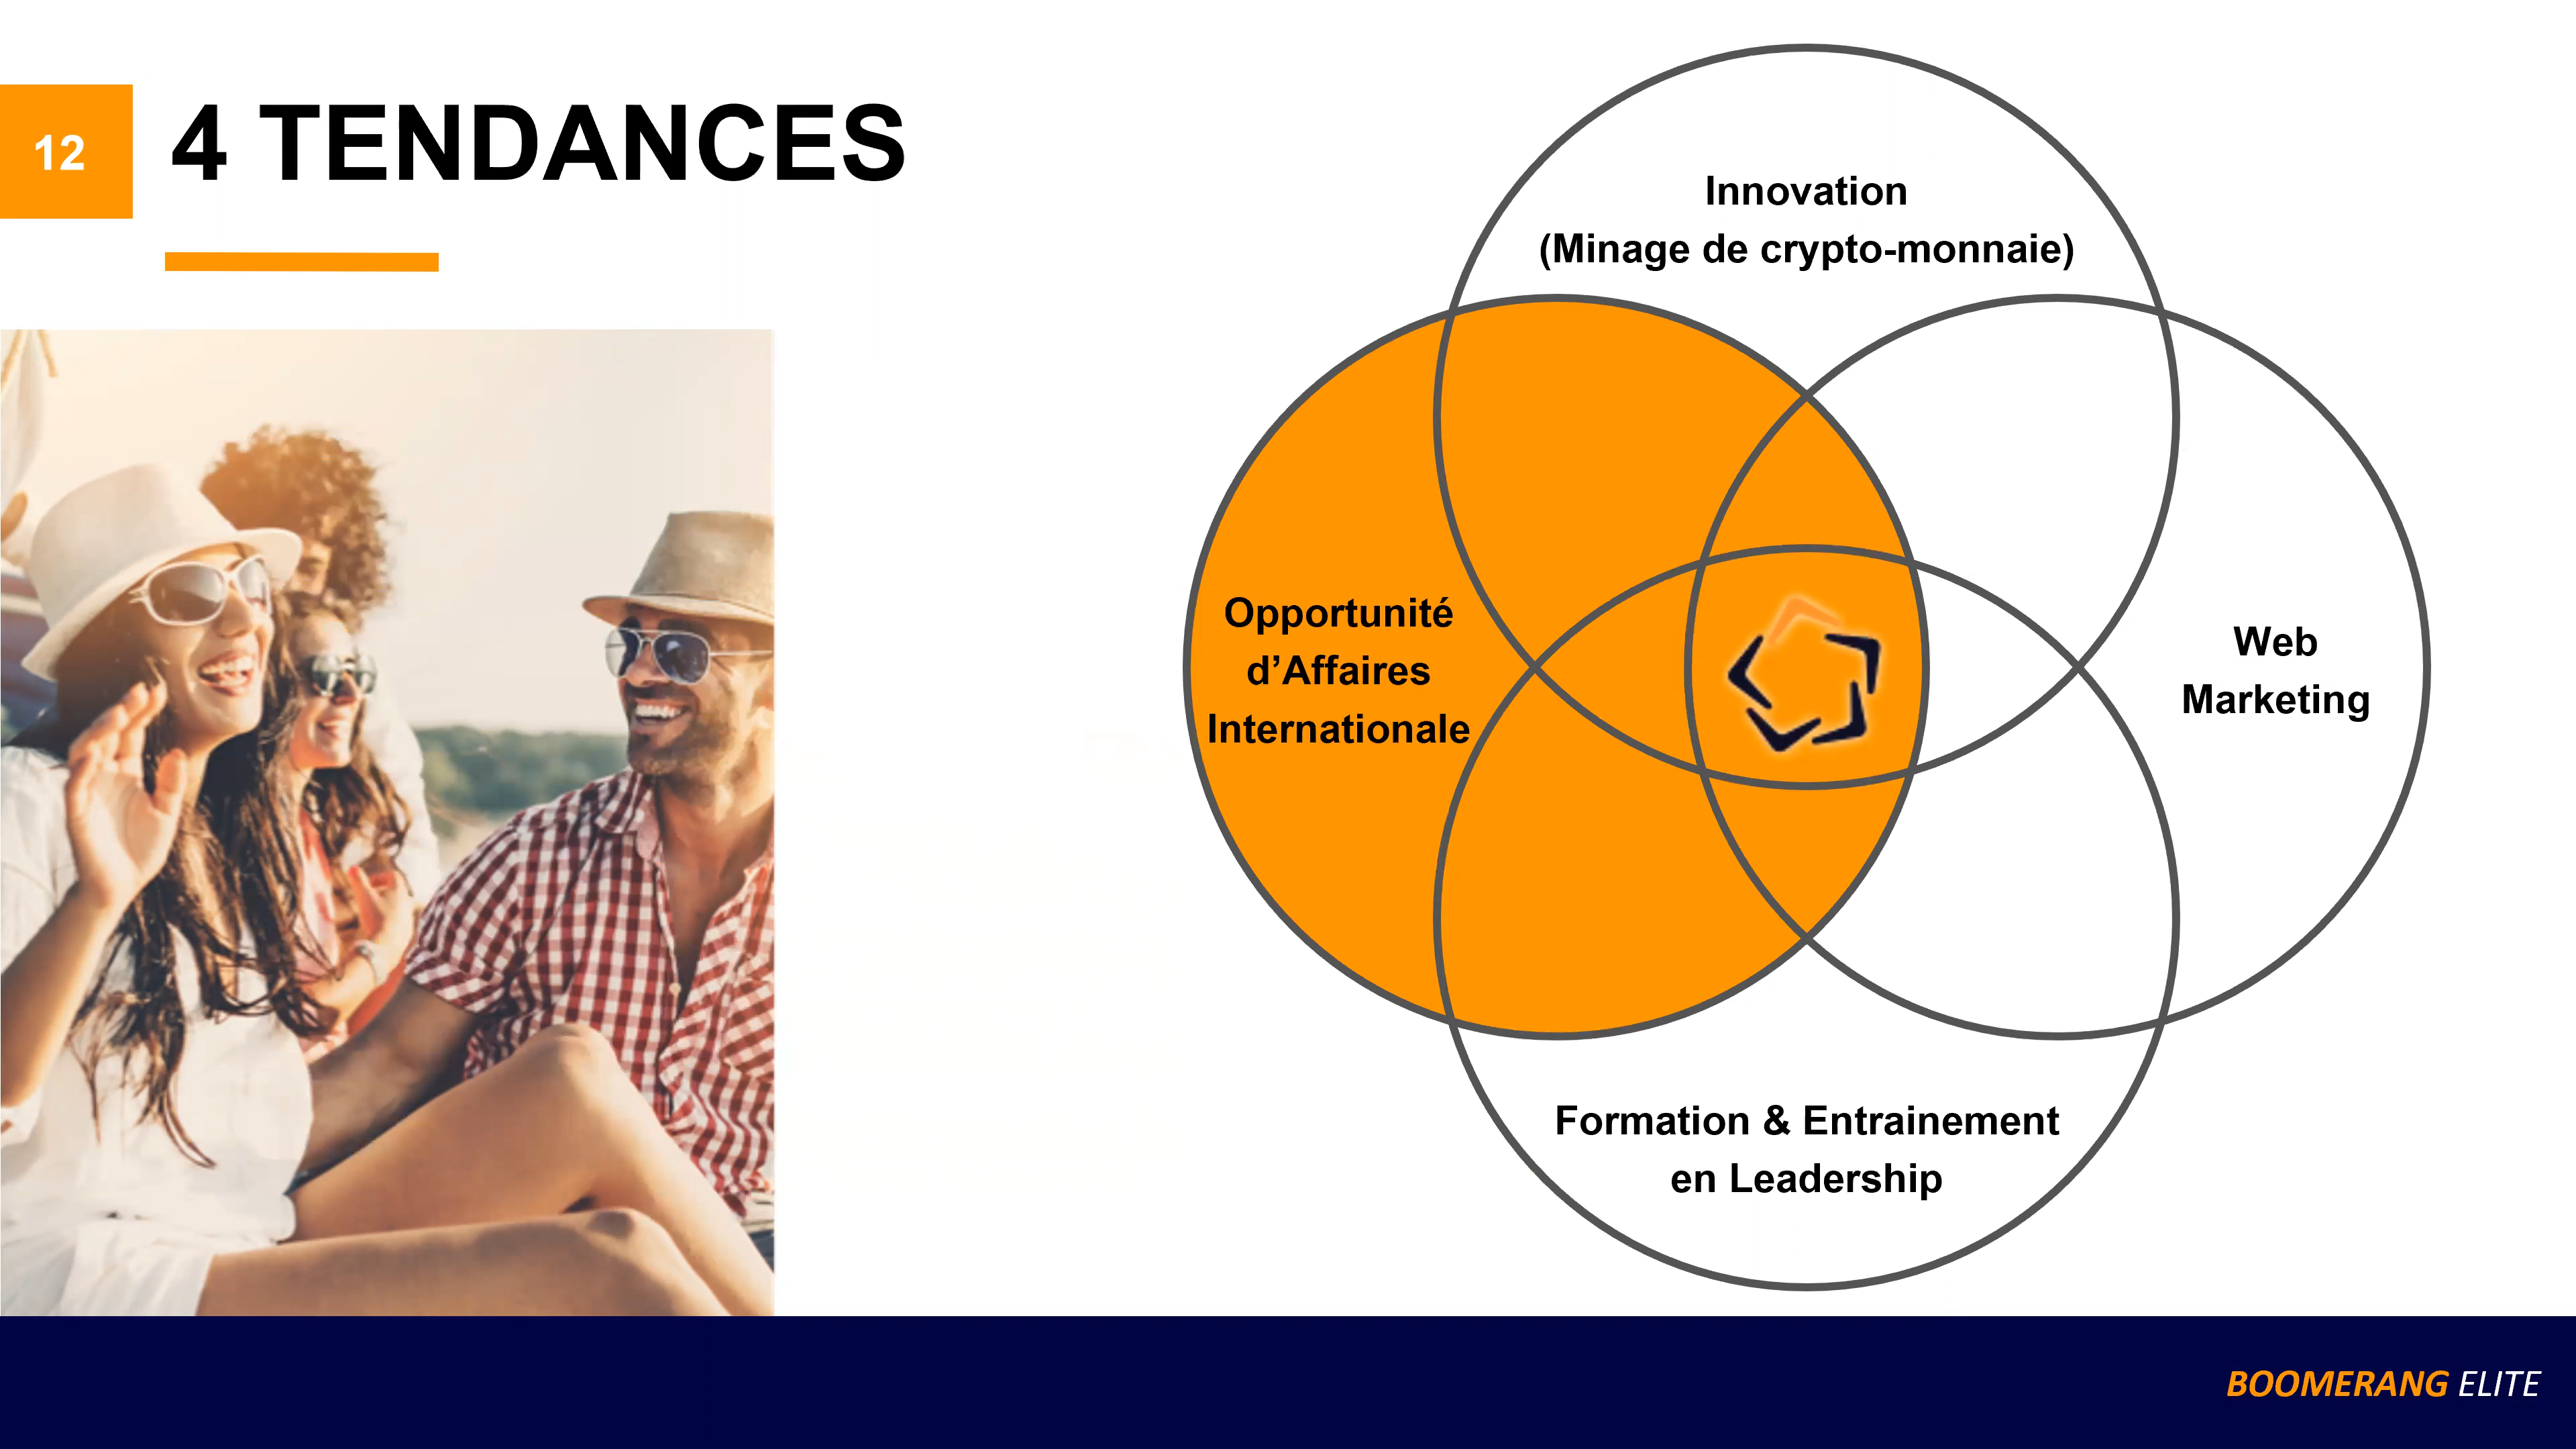 12
4 TENDANCES
Innovation
(Minage de crypto-monnaie)
Opportunité
d’Affaires
Internationale
Web
Marketing
Formation & Entrainement
en Leadership
BOOMERANG ELITE